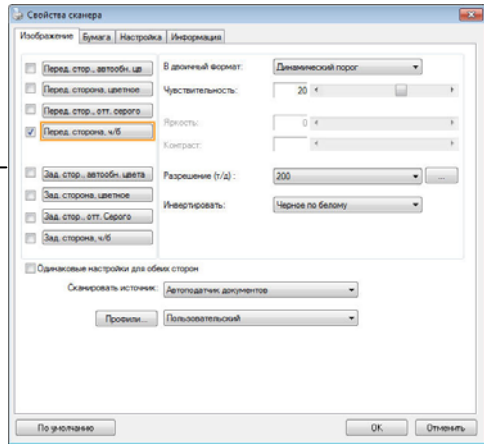 Свойства сканера
Изображение Бумага Настройка Информация
Перед. стор., автообн. цв
Перед. сторона, цветное
Перед. стор., отт. серого
Перед. сторона, ч/б
Зад. стор., автообн. цвета
Зад. сторона, цветное
Зад. стор., отт. Серого
Зад. сторона, ч/б
В двоичный формат: Динамический порог
Чувствительность: 20
Яркость: 0
Контраст:
Разрешение (т/д) : 200 ...
Инвертировать: Черное по белому
Одинаковые настройки для обеих сторон
Сканировать источник: Автоподатчик документов
Профили... Пользовательский
По умолчанию OK Отменить